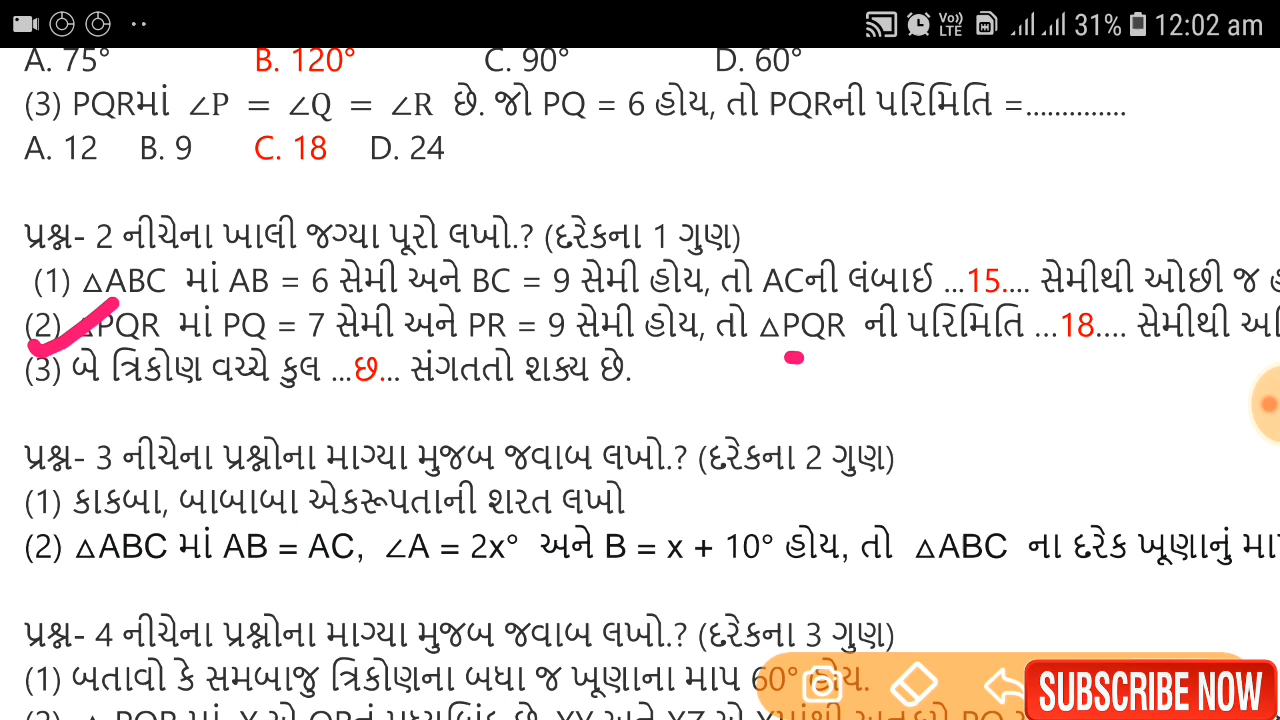 Vo)) LTE 31% 12:02 am
A. 75° B. 120° C. 90° D. 60°
(3) PQRમાં ∠P = ∠Q = ∠R છે. જો PQ = 6 હોય, તો PQRની પરિમિતિ =..............
A. 12 B. 9 C. 18 D. 24
પ્રશ્ન- 2 નીચેના ખાલી જગ્યા પૂરો લખો.? (દરેકના 1 ગુણ)
(1) △ABC માં AB = 6 સેમી અને BC = 9 સેમી હોય, તો ACની લંબાઈ ...15.... સેમીથી ઓછી જ
(2) △PQR માં PQ = 7 સેમી અને PR = 9 સેમી હોય, તો △PQR ની પરિમિતિ ...18.... સેમીથી
(3) બે ત્રિકોણ વચ્ચે કુલ ...છ... સંગતતો શક્ય છે.
પ્રશ્ન- 3 નીચેના પ્રશ્નોના માગ્યા મુજબ જવાબ લખો.? (દરેકના 2 ગુણ)
(1) કાકબા, બાબાબા એકરૂપતાની શરત લખો
(2) △ABC માં AB = AC, ∠A = 2x° અને B = x + 10° હોય, તો △ABC ના દરેક ખૂણાનું
પ્રશ્ન- 4 નીચેના પ્રશ્નોના માગ્યા મુજબ જવાબ લખો.? (દરેકના 3 ગુણ)
(1) બતાવો કે સમબાજુ ત્રિકોણના બધા જ ખૂણાના માપ 60° હોય.
SUBSCRIBE NOW